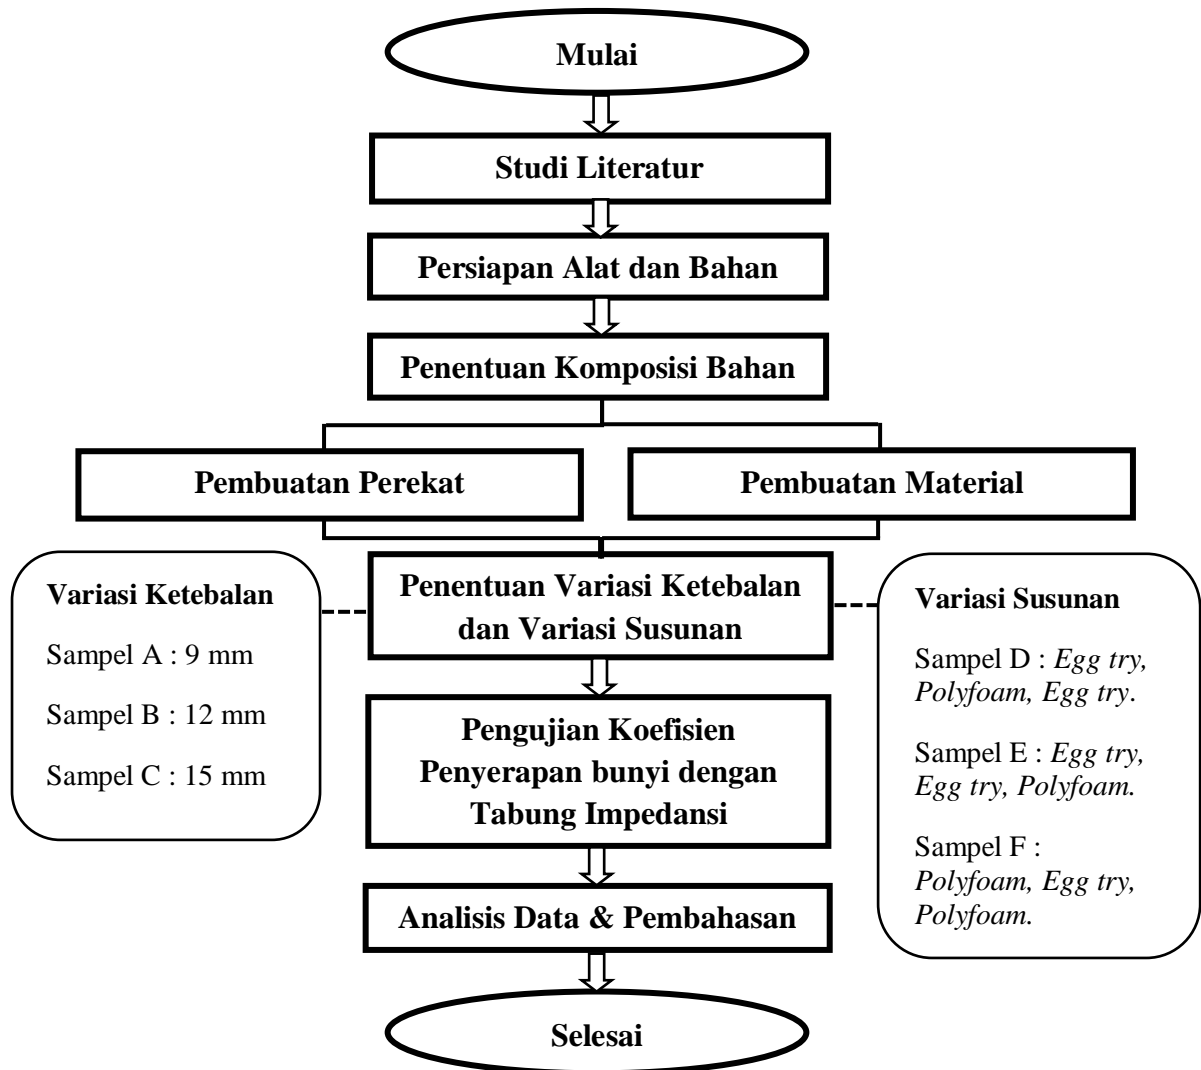 Mulai
Studi Literatur
Persiapan Alat dan Bahan
Penentuan Komposisi Bahan
Pembuatan Perekat
Pembuatan Material
Variasi Ketebalan
Sampel A : 9 mm
Sampel B : 12 mm
Sampel C : 15 mm
Penentuan Variasi Ketebalan
dan Variasi Susunan
Variasi Susunan
Sampel D : Egg try,
Polyfoam, Egg try.
Sampel E : Egg try,
Egg try, Polyfoam.
Sampel F :
Polyfoam, Egg try,
Polyfoam.
Pengujian Koefisien
Penyerapan bunyi dengan
Tabung Impedansi
Analisis Data & Pembahasan
Selesai